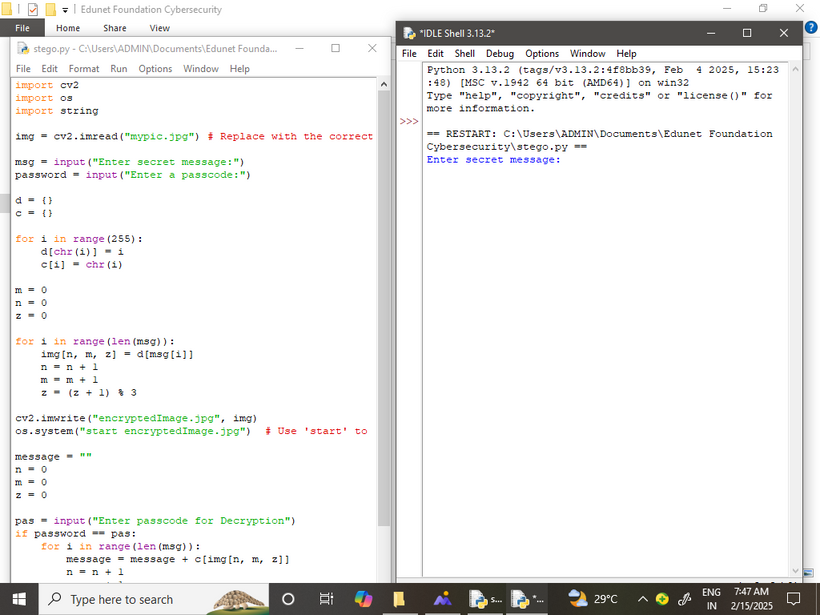 Edunet Foundation Cybersecurity
File Home Share View
stego.py - C:\Users\ADMIN\Documents\Edunet Founda...
File Edit Format Run Options Window Help
import cv2
import os
import string
img = cv2.imread("mypic.jpg") # Replace with the correct
msg = input("Enter secret message:")
password = input("Enter a passcode:")
d = {}
c = {}
for i in range(255):
    d[chr(i)] = i
    c[i] = chr(i)
m = 0
n = 0
z = 0
for i in range(len(msg)):
    img[n, m, z] = d[msg[i]]
    n = n + 1
    m = m + 1
    z = (z + 1) % 3
cv2.imwrite("encryptedImage.jpg", img)
os.system("start encryptedImage.jpg")  # Use 'start' to
message = ""
n = 0
m = 0
z = 0
pas = input("Enter passcode for Decryption")
if password == pas:
    for i in range(len(msg)):
        message = message + c[img[n, m, z]]
        n = n + 1
*IDLE Shell 3.13.2*
File Edit Shell Debug Options Window Help
Python 3.13.2 (tags/v3.13.2:4f8bb39, Feb  4 2025, 15:23
:48) [MSC v.1942 64 bit (AMD64)] on win32
Type "help", "copyright", "credits" or "license()" for
more information.
>>>
== RESTART: C:\Users\ADMIN\Documents\Edunet Foundation
Cybersecurity\stego.py ==
Enter secret message:
Type here to search
s...
*...
29°C
ENG
IN
7:47 AM
2/15/2025